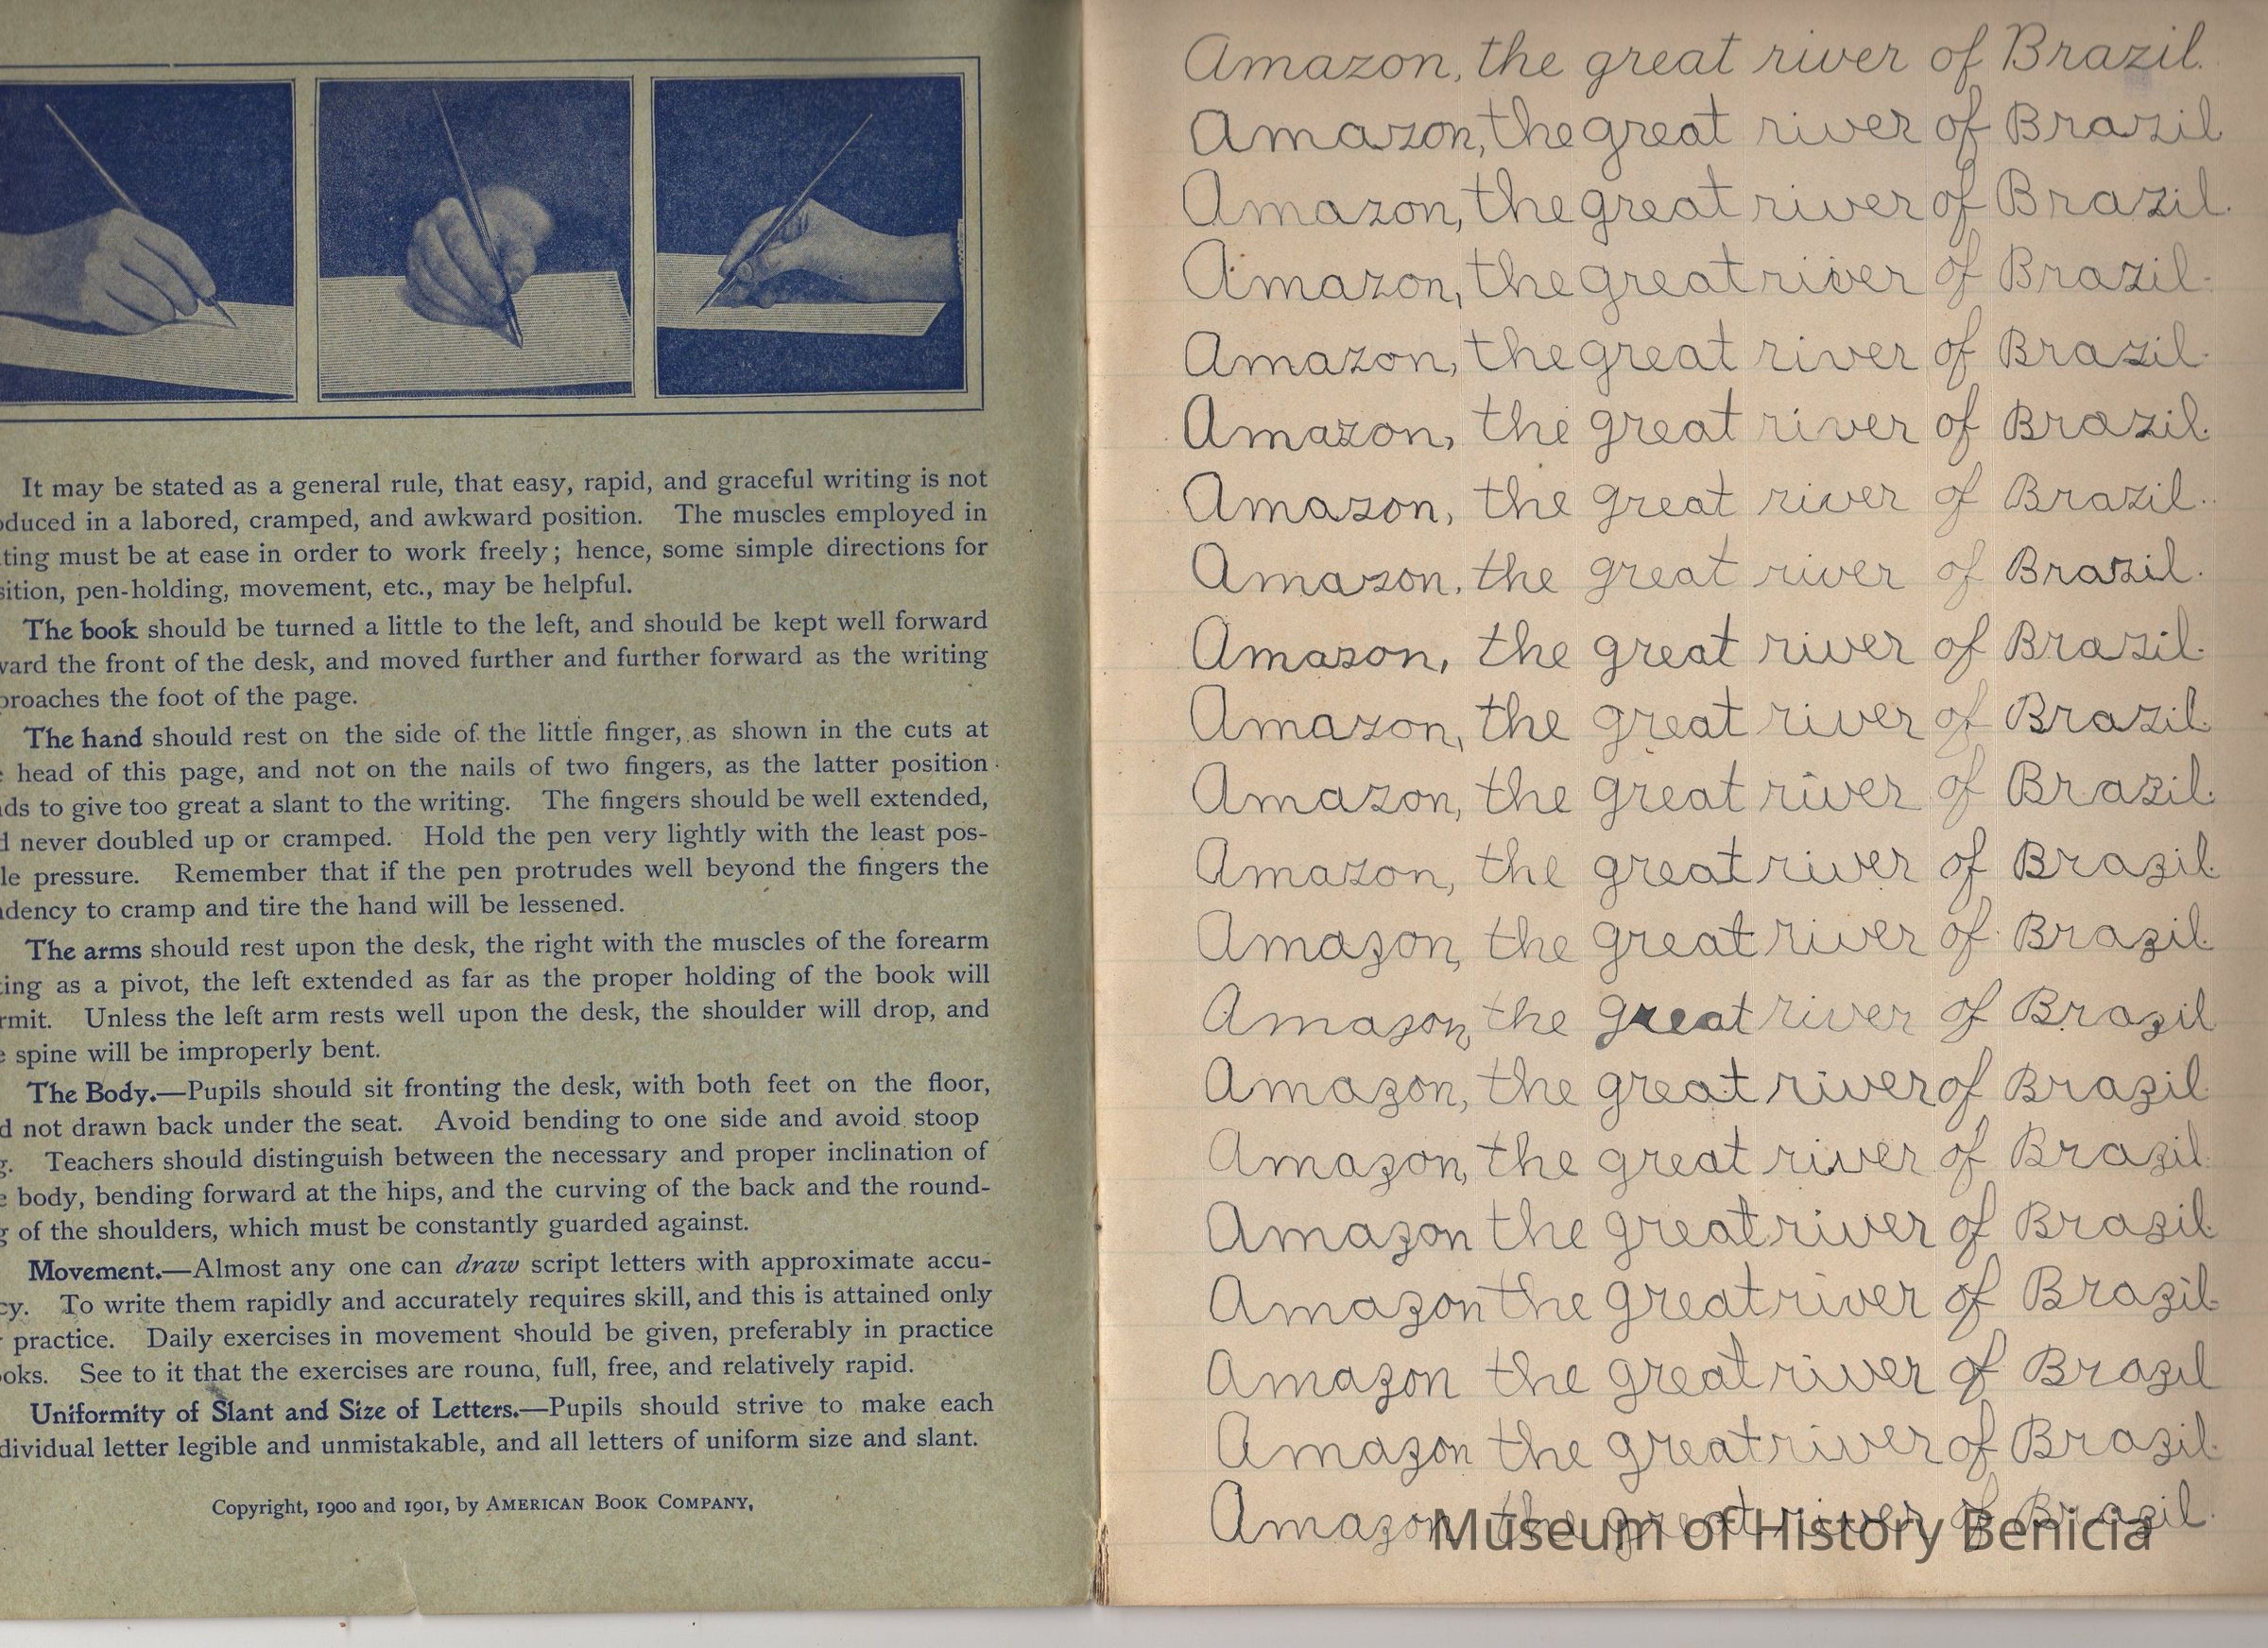 It may be stated as a general rule, that easy, rapid, and graceful writing is not
oduced in a labored, cramped, and awkward position. The muscles employed in
ting must be at ease in order to work freely; hence, some simple directions for
sition, pen-holding, movement, etc., may be helpful.
The book should be turned a little to the left, and should be kept well forward
ward the front of the desk, and moved further and further forward as the writing
proaches the foot of the page.
The hand should rest on the side of the little finger, as shown in the cuts at
e head of this page, and not on the nails of two fingers, as the latter position
nds to give too great a slant to the writing. The fingers should be well extended,
d never doubled up or cramped. Hold the pen very lightly with the least pos-
le pressure. Remember that if the pen protrudes well beyond the fingers the
ndency to cramp and tire the hand will be lessened.
The arms should rest upon the desk, the right with the muscles of the forearm
ting as a pivot, the left extended as far as the proper holding of the book will
rmit. Unless the left arm rests well upon the desk, the shoulder will drop, and
e spine will be improperly bent.
The Body.—Pupils should sit fronting the desk, with both feet on the floor,
d not drawn back under the seat. Avoid bending to one side and avoid stoop
g. Teachers should distinguish between the necessary and proper inclination of
e body, bending forward at the hips, and the curving of the back and the round-
g of the shoulders, which must be constantly guarded against.
Movement.—Almost any one can draw script letters with approximate accu-
cy. To write them rapidly and accurately requires skill, and this is attained only
r practice. Daily exercises in movement should be given, preferably in practice
ooks. See to it that the exercises are round, full, free, and relatively rapid.
Uniformity of Slant and Size of Letters.—Pupils should strive to make each
dividual letter legible and unmistakable, and all letters of uniform size and slant.
Copyright, 1900 and 1901, by AMERICAN BOOK COMPANY,
Amazon, the great river of Brazil.
Amazon, the great river of Brazil
Amazon, the great river of Brazil.
Amazon, the great river of Brazil.
Amazon, the great river of Brazil.
Amazon, the great river of Brazil.
Amazon, the great river of Brazil.
Amazon, the great river of Brazil.
Amazon, the great river of Brazil.
Amazon, the great river of Brazil.
Amazon, the great river of Brazil.
Amazon, the great river of Brazil.
Amazon, the great river of Brazil.
Amazon, the great river of Brazil
Amazon, the great river of Brazil.
Amazon, the great river of Brazil.
Amazon the great river of Brazil.
Amazon the great river of Brazil.
Amazon the great river of Brazil
Amazon the great river of Brazil.
Amazon the great river of Brazil.
Museum of History Benicia